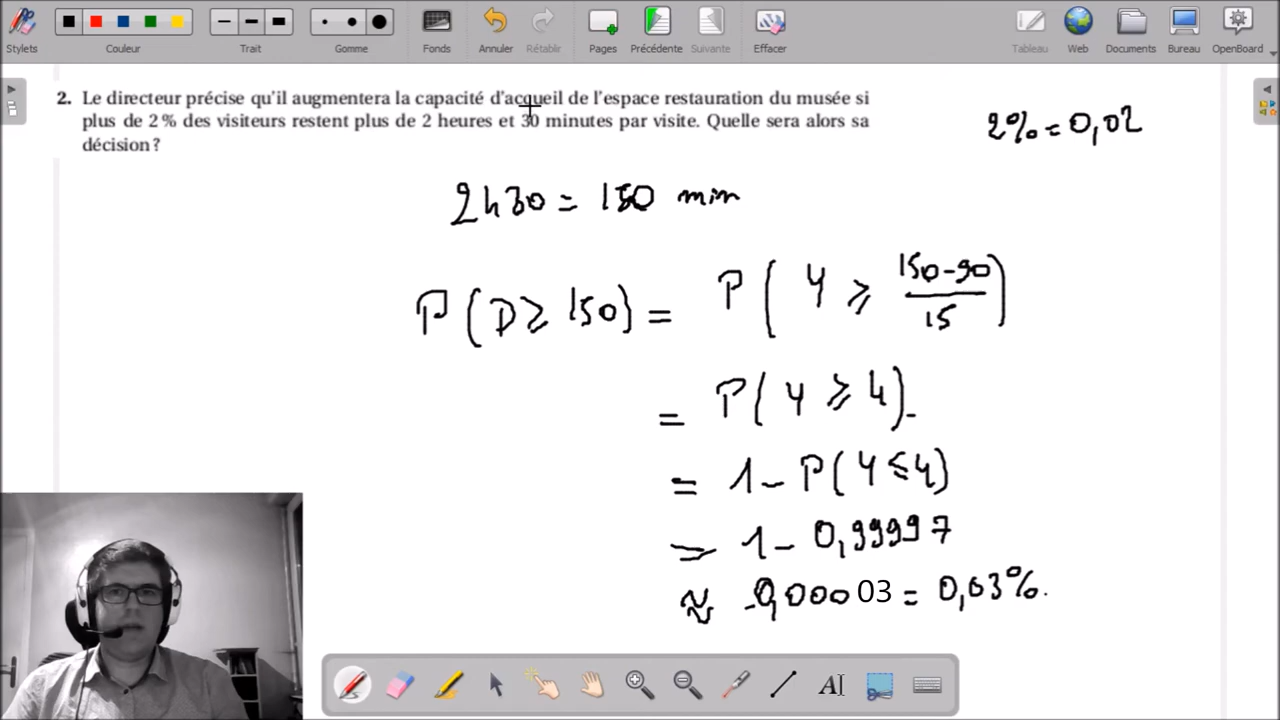 Stylets Couleur Trait Gomme Fonds Annuler Rétablir Pages Précédente Suivante Effacer Tableau Web Documents Bureau OpenBoard
2. Le directeur précise qu'il augmentera la capacité d'accueil de l'espace restauration du musée si
plus de 2 % des visiteurs restent plus de 2 heures et 30 minutes par visite. Quelle sera alors sa
décision ?
2% = 0,02
2h30 = 150 min
P(D ≥ 150) = P(Y ≥ (150-90)/15)
= P(Y ≥ 4)
= 1 - P(Y ≤ 4)
= 1 - 0,99997
≈ 0,00003 = 0,03%.
AI